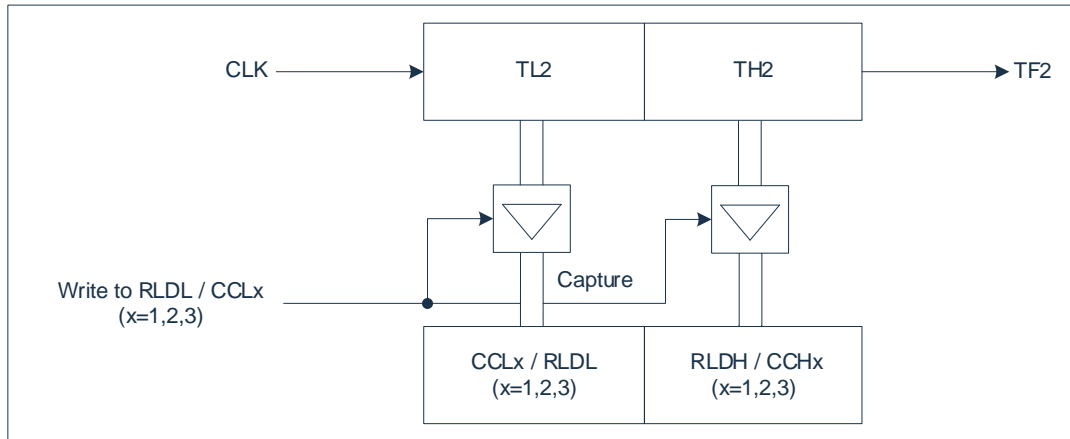 CLK
TL2
TH2
TF2
Capture
Write to RLDL / CCLx
(x=1,2,3)
CCLx / RLDL
(x=1,2,3)
RLDH / CCHx
(x=1,2,3)